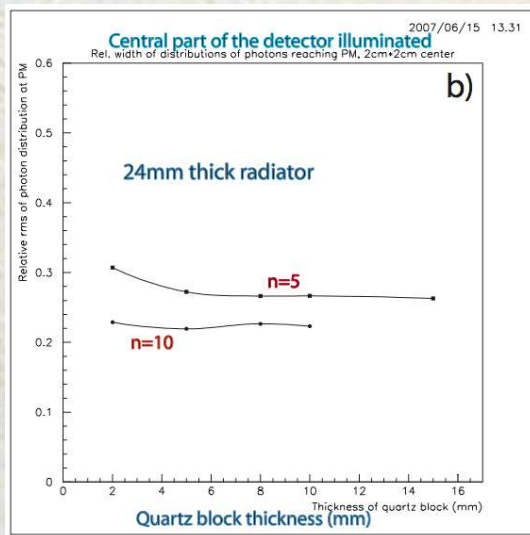 2007/06/15 13.31
Central part of the detector illuminated
Rel. width of distributions of photons reaching PM, 2cm*2cm center
b)
Relative rms of photon distribution at PM
24mm thick radiator
n=5
n=10
0.6
0.5
0.4
0.3
0.2
0.1
0
0 2 4 6 8 10 12 14 16
Thickness of quartz block (mm)
Quartz block thickness (mm)